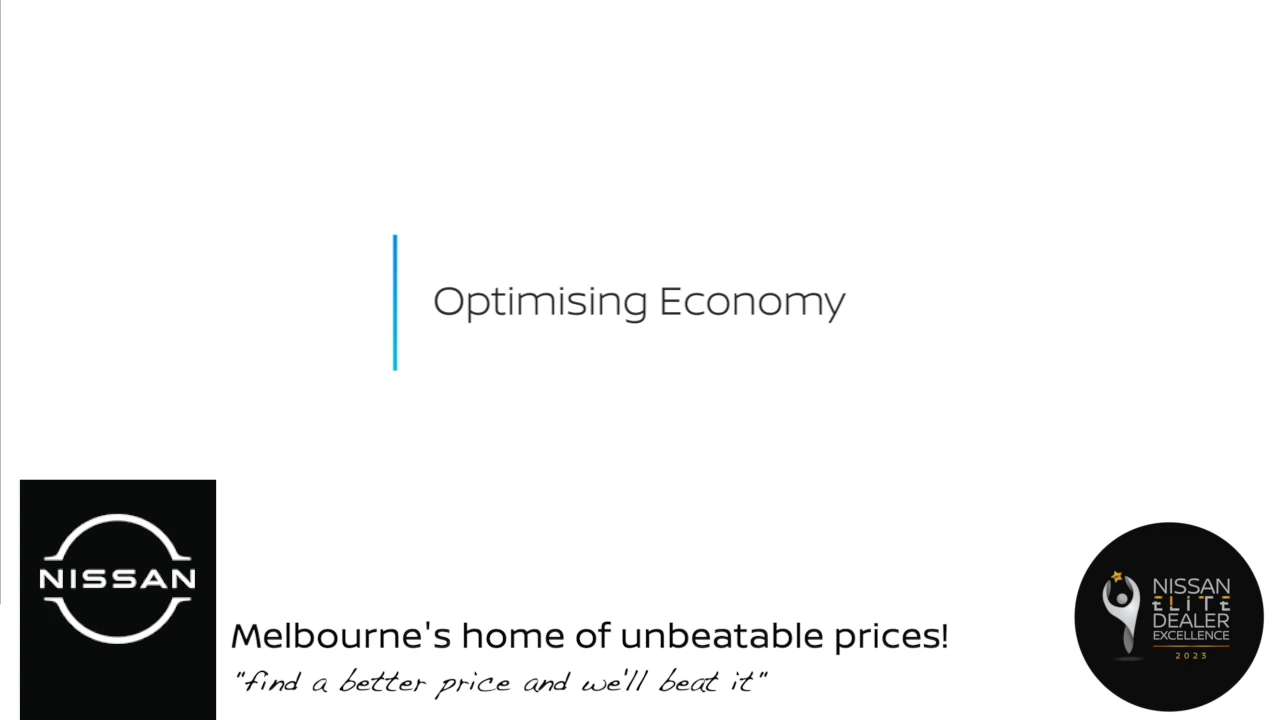 Optimising Economy
NISSAN
Melbourne's home of unbeatable prices!
"find a better price and we'll beat it"
NISSAN
ELITE
DEALER
EXCELLENCE
2023